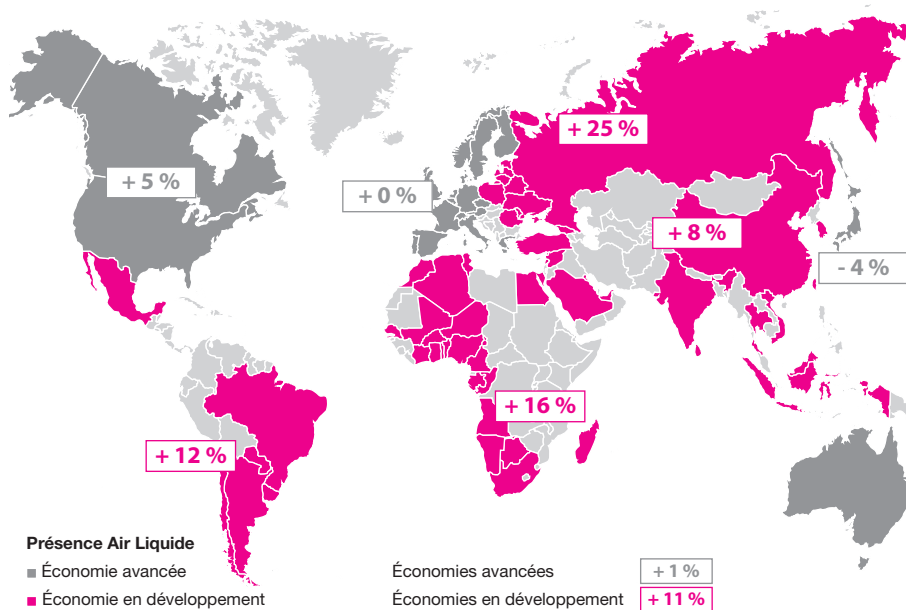 + 25 %
+ 5 %
+ 0 %
+ 8 %
- 4 %
+ 16 %
+ 12 %
Présence Air Liquide
Économie avancée
Économie en développement
Économies avancées + 1 %
Économies en développement + 11 %